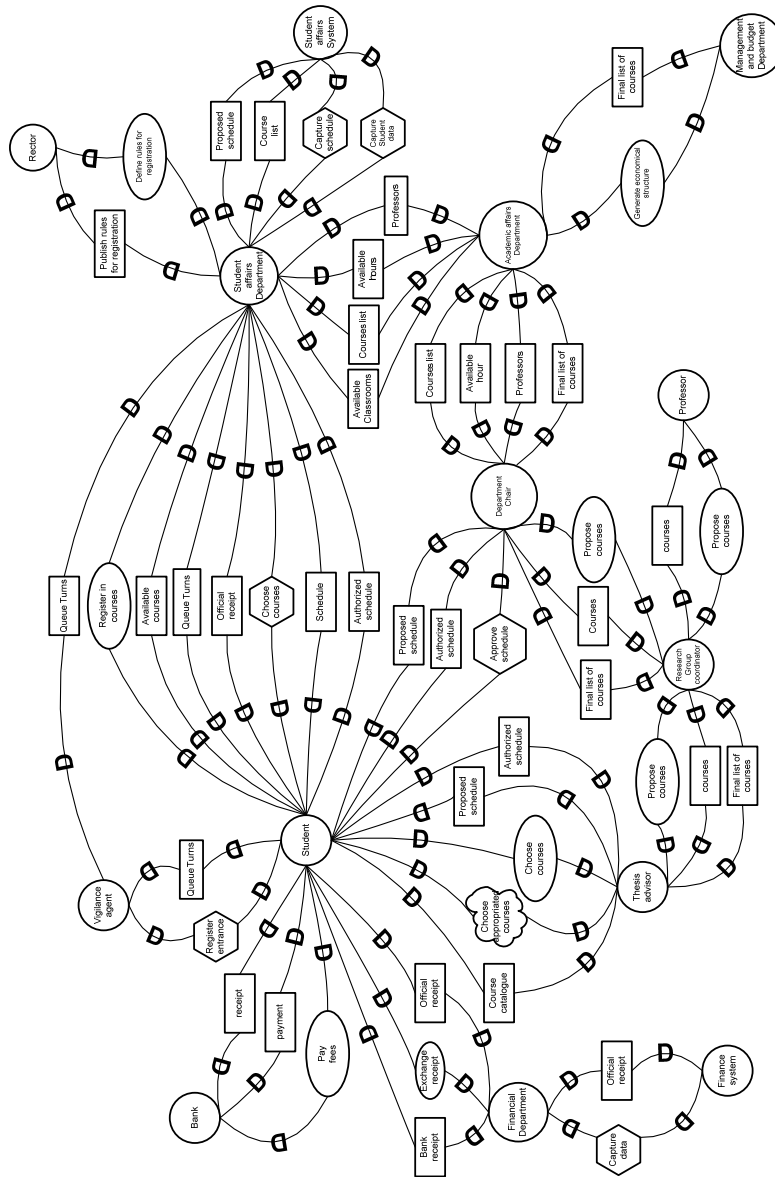 Student
affairs
System
Proposed
schedule
Course
list
Capture
schedule
Capture
Student
data
Rector
Define rules for
registration
Publish rules
for registration
Student
affairs
Department
Final list of
courses
Management
and budget
Department
Generate economical
structure
Professors
Available
hours
Courses list
Available
Classrooms
Academic affairs
Department
Courses list
Available
hour
Professors
Final list of
courses
Queue Turns
Register in
courses
Available
courses
Queue Turns
Official
receipt
Choose
courses
Schedule
Authorized
schedule
Department
Chair
Professor
Propose
courses
Courses
Final list of
courses
courses
Propose
courses
Proposed
schedule
Authorized
schedule
Approve
schedule
Research
Group
coordinator
Propose
courses
courses
Final list of
courses
Vigilance
agent
Queue Turns
Register
entrance
Student
Authorized
schedule
Proposed
schedule
Choose
courses
Choose
appropriated
courses
Course
catalogue
Thesis
advisor
Bank
receipt
payment
Pay
fees
Official
receipt
Exchange
receipt
Bank
receipt
Financial
Department
Official
receipt
Capture
data
Finance
system